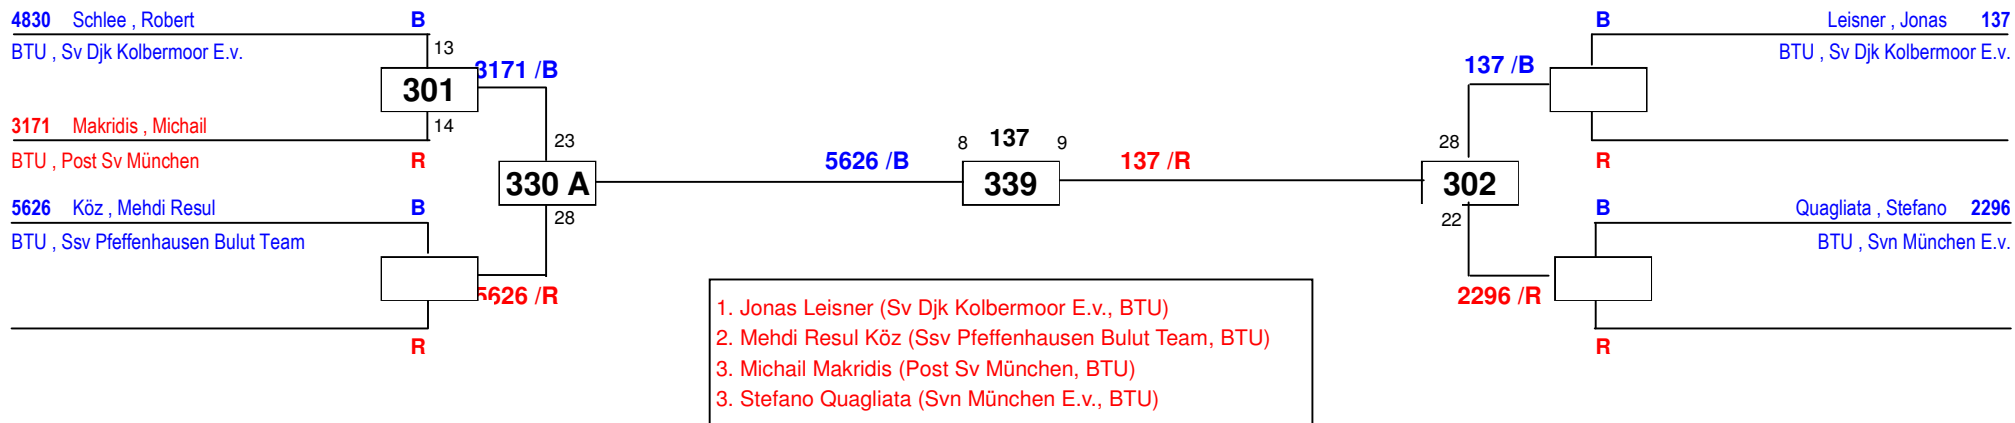 4830 Schlee , Robert B
BTU , Sv Djk Kolbermoor E.v.
13
301
3171 /B
14
3171 Makridis , Michail
BTU , Post Sv München R
23
330 A
28
5626 Köz , Mehdi Resul B
BTU , Ssv Pfeffenhausen Bulut Team
5626 /R
R
5626 /B
8 137 9
339
137 /R
B Leisner , Jonas 137
BTU , Sv Djk Kolbermoor E.v.
137 /B
R
28
302
22
B Quagliata , Stefano 2296
BTU , Svn München E.v.
2296 /R
R
1. Jonas Leisner (Sv Djk Kolbermoor E.v., BTU)
2. Mehdi Resul Köz (Ssv Pfeffenhausen Bulut Team, BTU)
3. Michail Makridis (Post Sv München, BTU)
3. Stefano Quagliata (Svn München E.v., BTU)